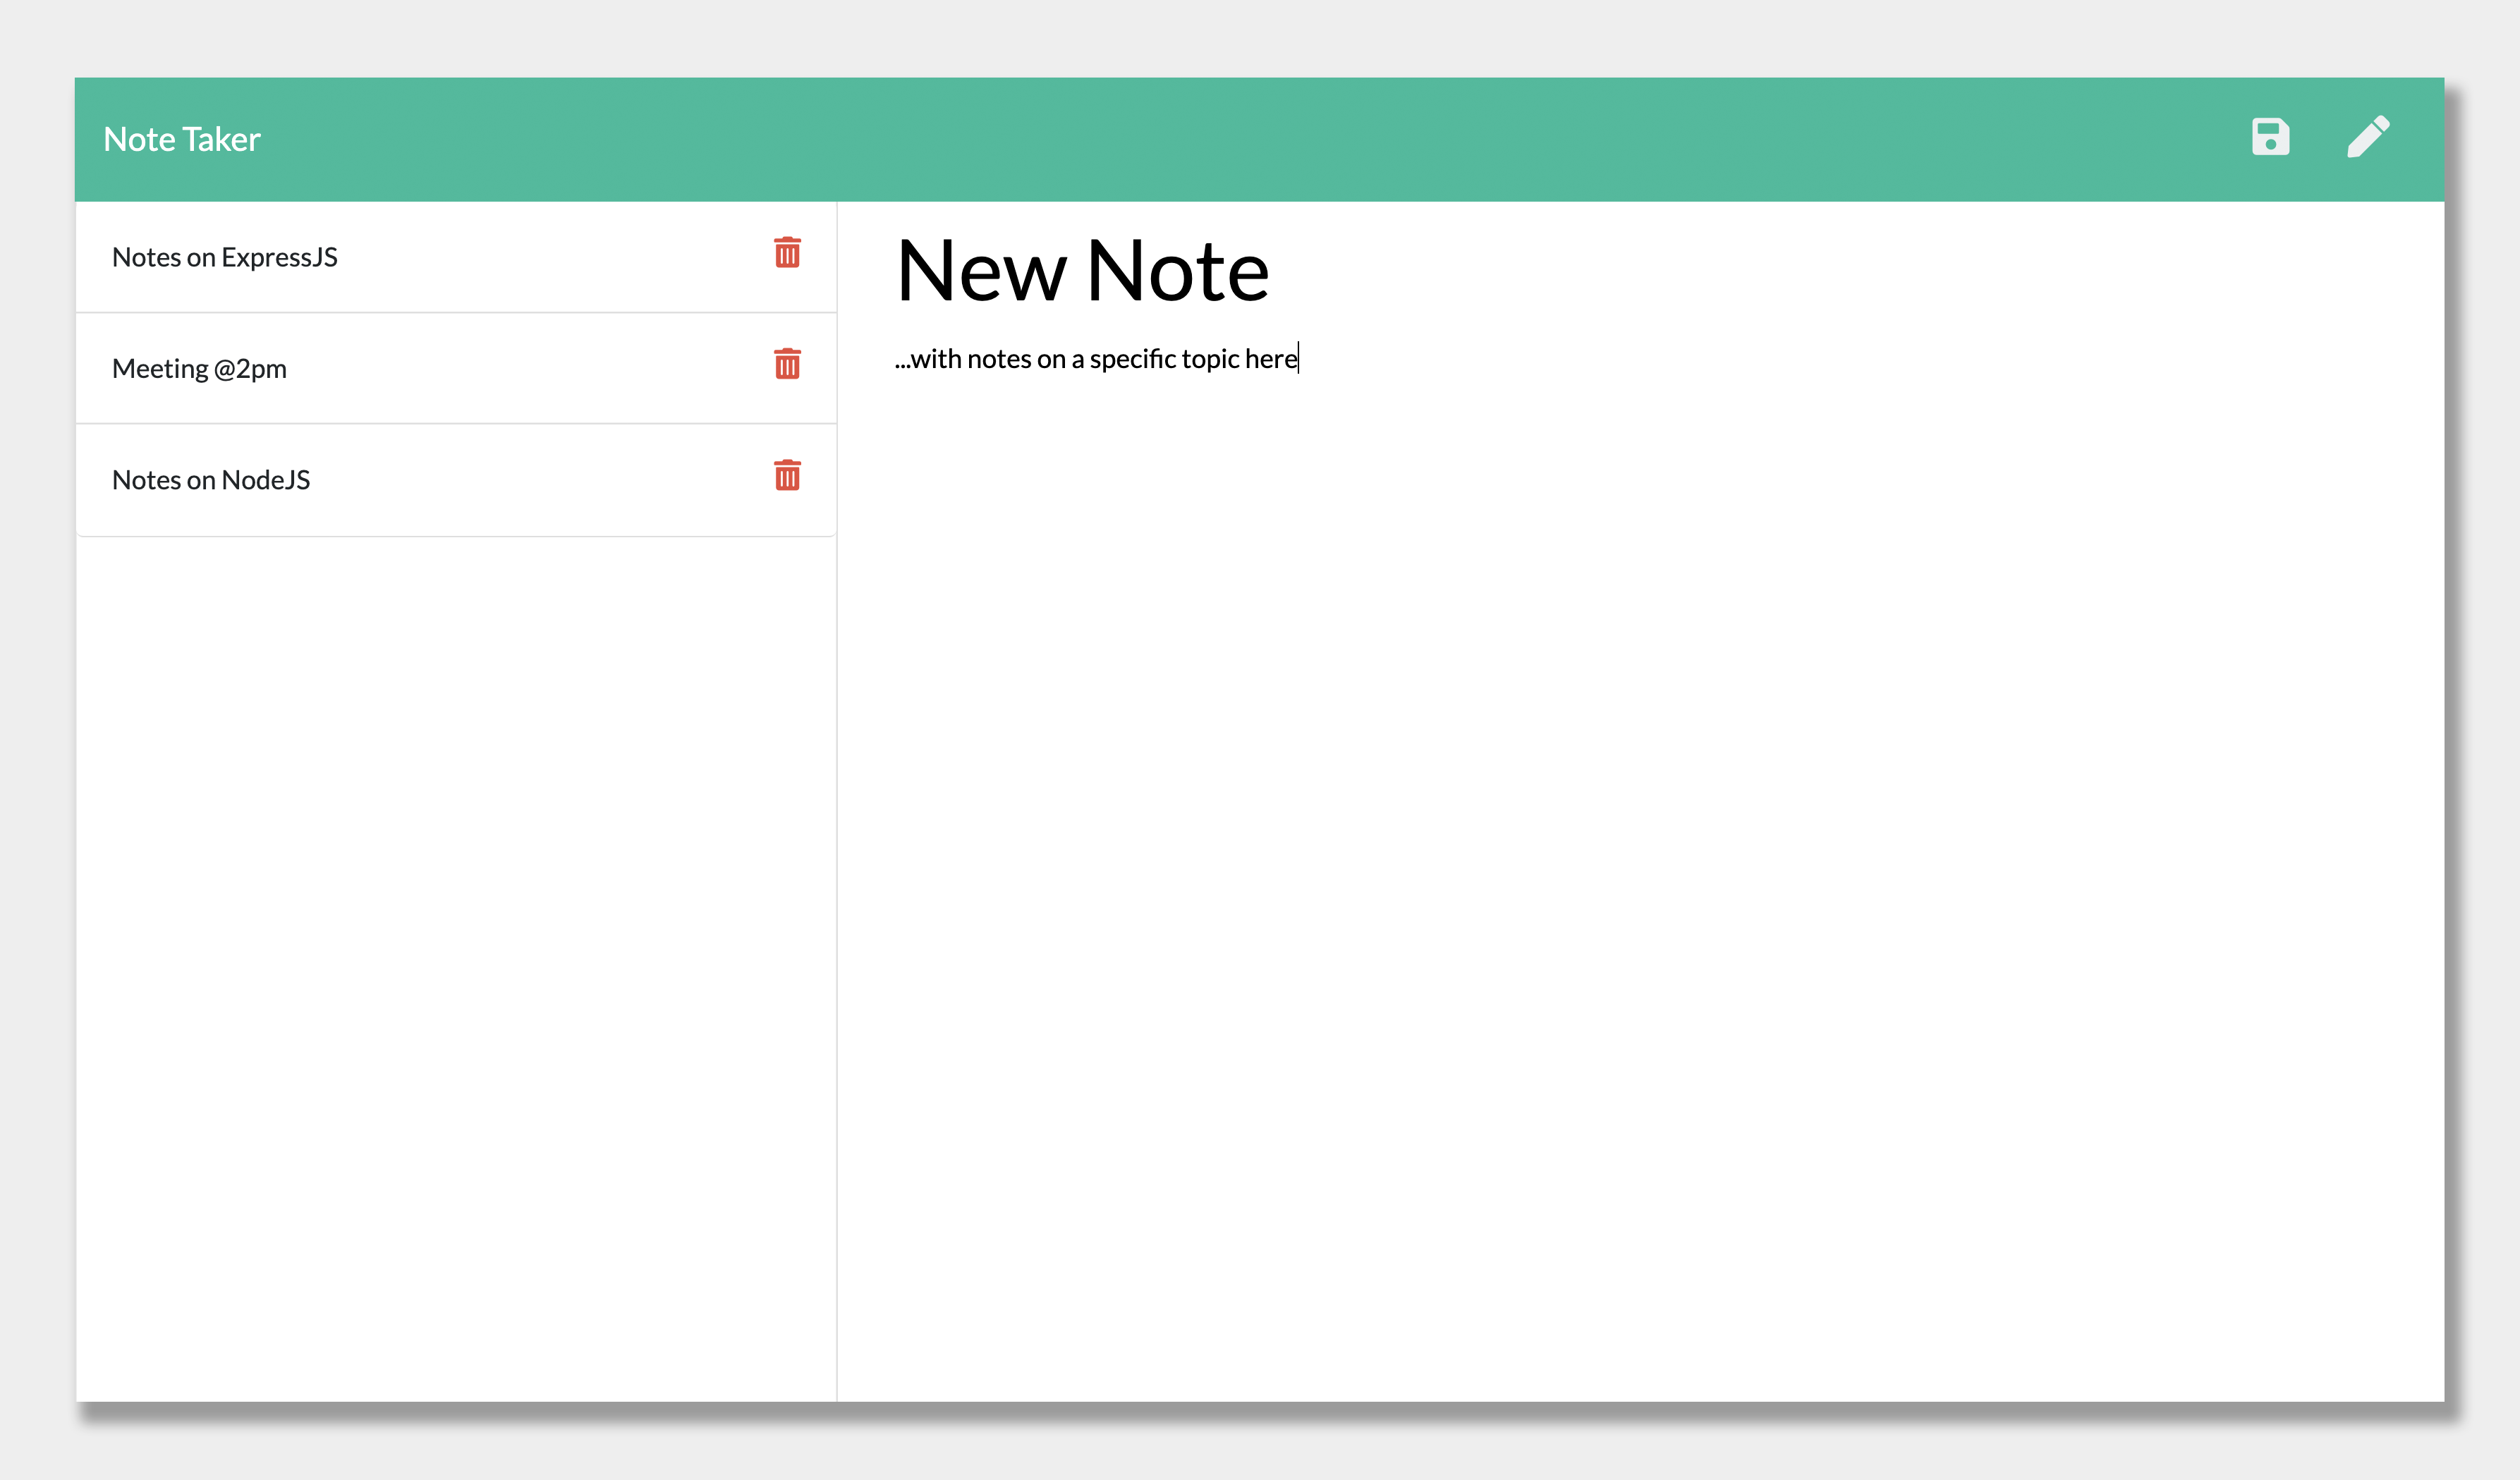 Note Taker
Notes on ExpressJS
Meeting @2pm
Notes on NodeJS
New Note
...with notes on a specific topic here